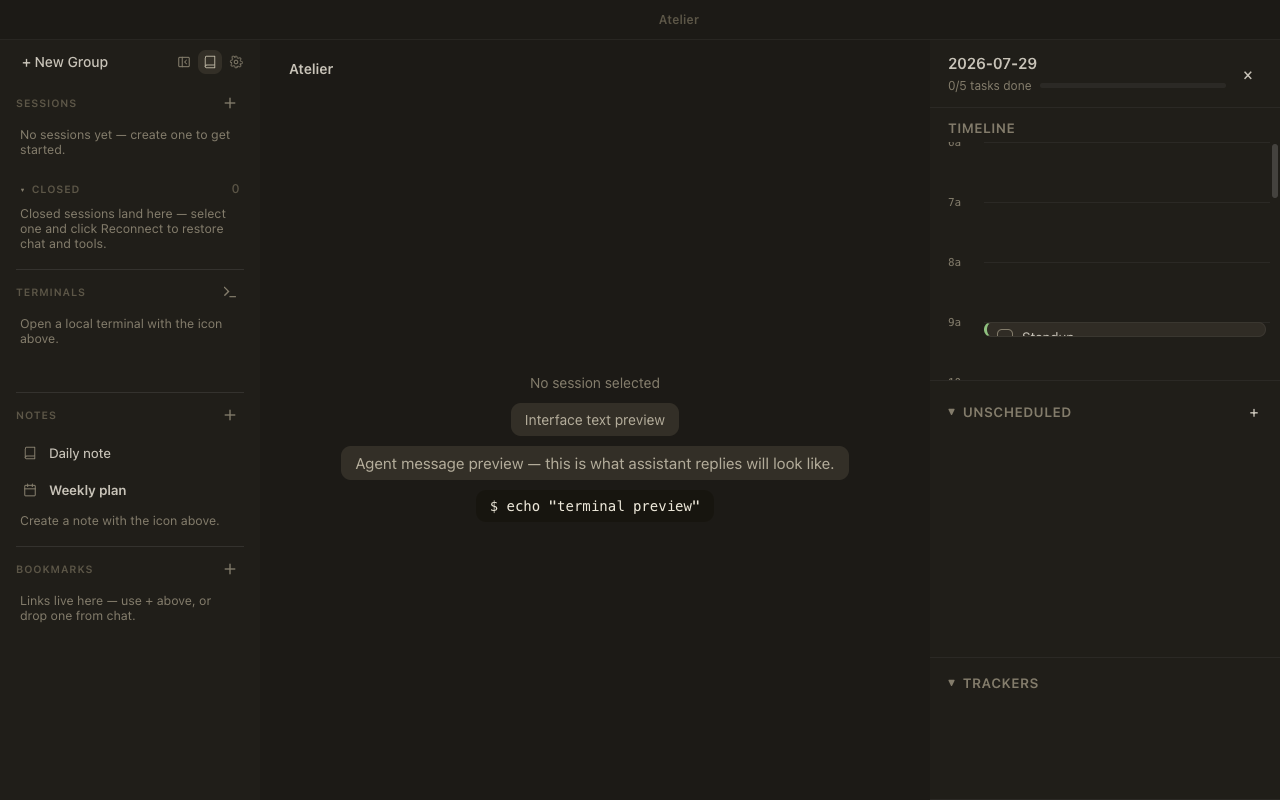 Atelier
+ New Group
SESSIONS
No sessions yet — create one to get
started.
CLOSED 0
Closed sessions land here — select
one and click Reconnect to restore
chat and tools.
TERMINALS
Open a local terminal with the icon
above.
NOTES
Daily note
Weekly plan
Create a note with the icon above.
BOOKMARKS
Links live here — use + above, or
drop one from chat.
Atelier
No session selected
Interface text preview
Agent message preview — this is what assistant replies will look like.
$ echo "terminal preview"
2026-07-29
0/5 tasks done
TIMELINE
6a
7a
8a
9a
Standup
UNSCHEDULED
TRACKERS